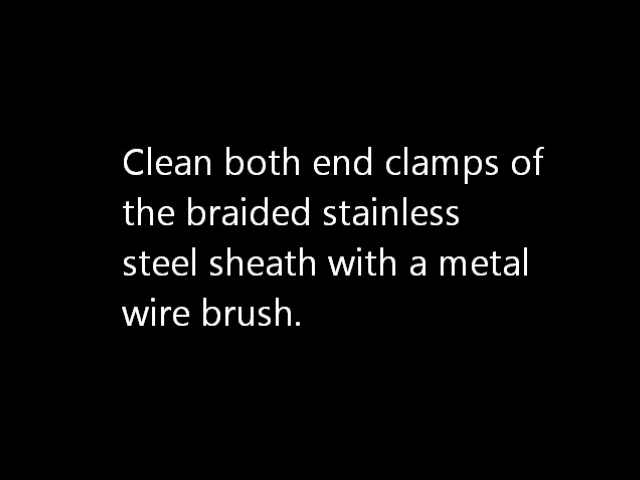 Clean both end clamps of
the braided stainless
steel sheath with a metal
wire brush.